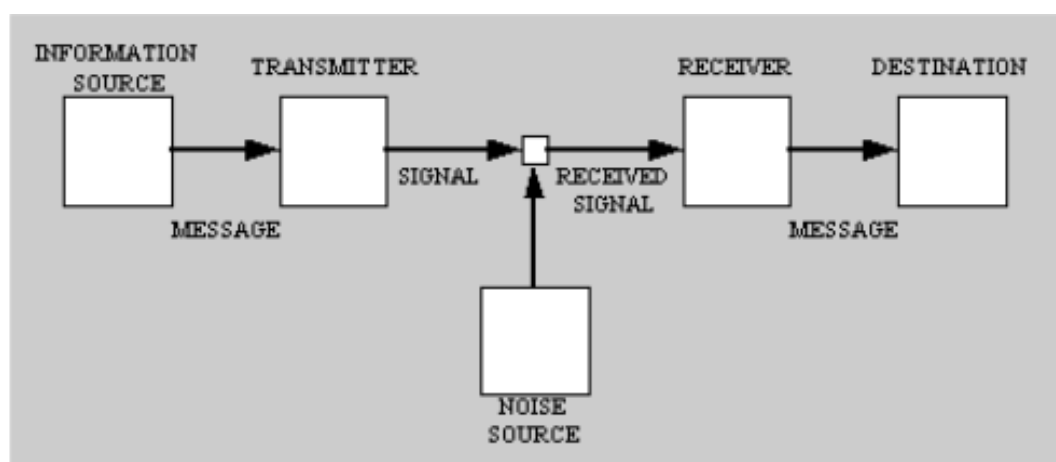 INFORMATION
SOURCE
TRANSMITTER
RECEIVER
DESTINATION
SIGNAL
RECEIVED
SIGNAL
MESSAGE
MESSAGE
NOISE
SOURCE